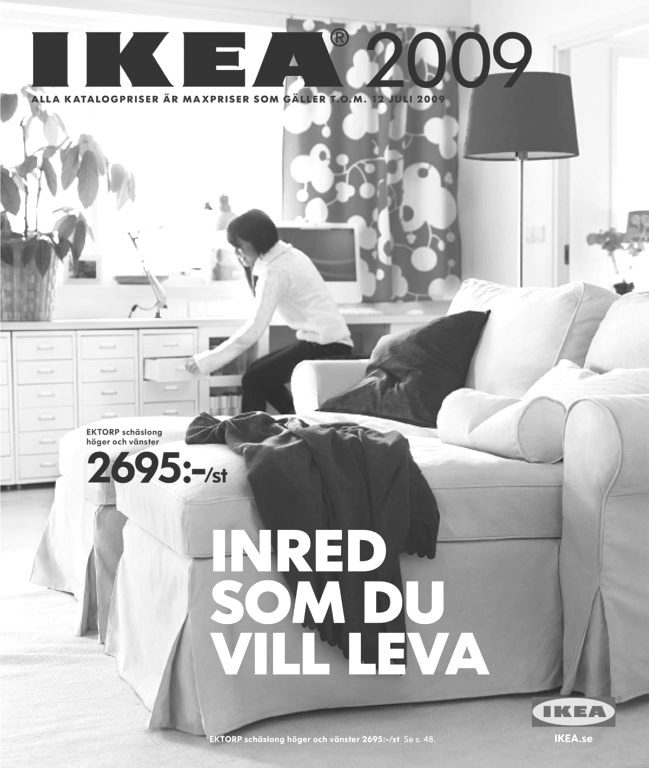 IKEA® 2009
ALLA KATALOGPRISER ÄR MAXPRISER SOM GÄLLER T.O.M. 12 JULI 2009
EKTORP schäslong
höger och vänster
2695:-/st
INRED
SOM DU
VILL LEVA
IKEA
IKEA.se
EKTORP schäslong höger och vänster 2695:-/st Se s. 48.